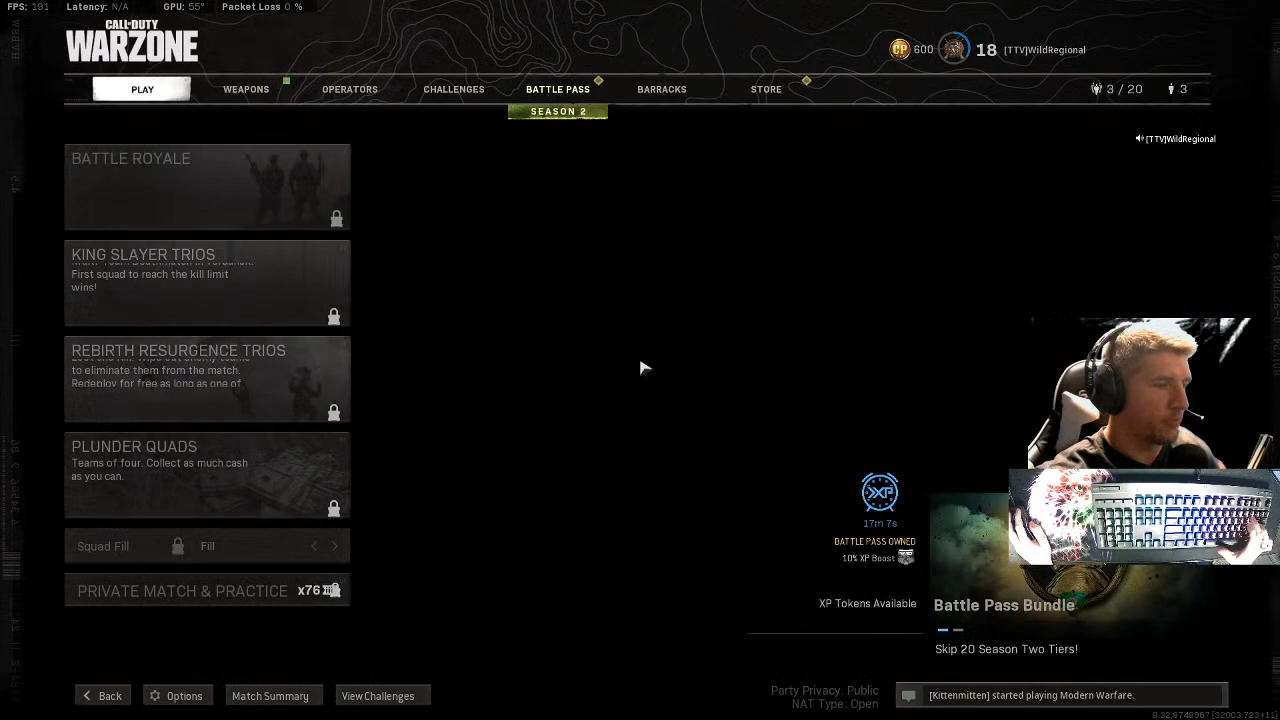 FPS: 191 Latency: N/A GPU: 55° Packet Loss 0 %
CALL OF DUTY
WARZONE
CP 600 18 [TTV]WildRegional
PLAY WEAPONS OPERATORS CHALLENGES BATTLE PASS BARRACKS STORE 3 / 20 3
SEASON 2
[TTV]WildRegional
BATTLE ROYALE
KING SLAYER TRIOS
First squad to reach the kill limit
wins!
REBIRTH RESURGENCE TRIOS
to eliminate them from the match.
Redeploy for free as long as one of
PLUNDER QUADS
Teams of four. Collect as much cash
as you can.
Squad Fill Fill
PRIVATE MATCH & PRACTICE x76
2XP
17m 7s
BATTLE PASS OWNED
10% XP Boost
XP Tokens Available
Battle Pass Bundle
Skip 20 Season Two Tiers!
Back Options Match Summary View Challenges
Party Privacy: Public
NAT Type: Open
[Kittenmitten] started playing Modern Warfare.